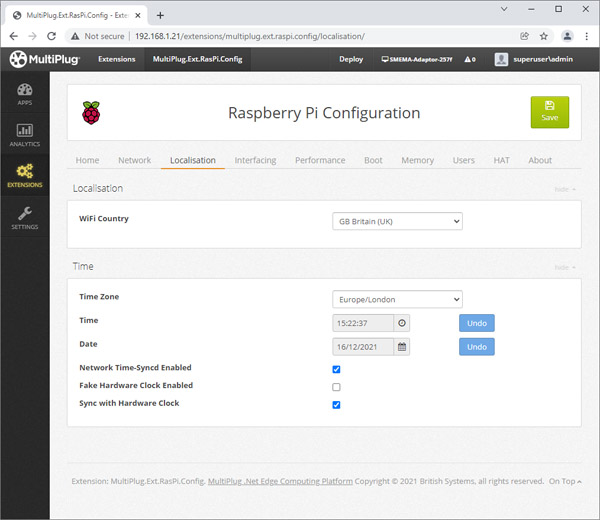 MultiPlug.Ext.RasPi.Config - Exte
Not secure | 192.168.1.21/extensions/multiplug.ext.raspi.config/localisation/
MultiPlug Extensions MultiPlug.Ext.RasPi.Config Deploy SMEMA-Adaptor-257f 0 superuser\admin
APPS
ANALYTICS
EXTENSIONS
SETTINGS
Raspberry Pi Configuration
Save
Home Network Localisation Interfacing Performance Boot Memory Users HAT About
Localisation hide
WiFi Country GB Britain (UK)
Time hide
Time Zone Europe/London
Time 15:22:37 Undo
Date 16/12/2021 Undo
Network Time-Syncd Enabled
Fake Hardware Clock Enabled
Sync with Hardware Clock
Extension: MultiPlug.Ext.RasPi.Config. MultiPlug .Net Edge Computing Platform Copyright © 2021 British Systems, all rights reserved. On Top